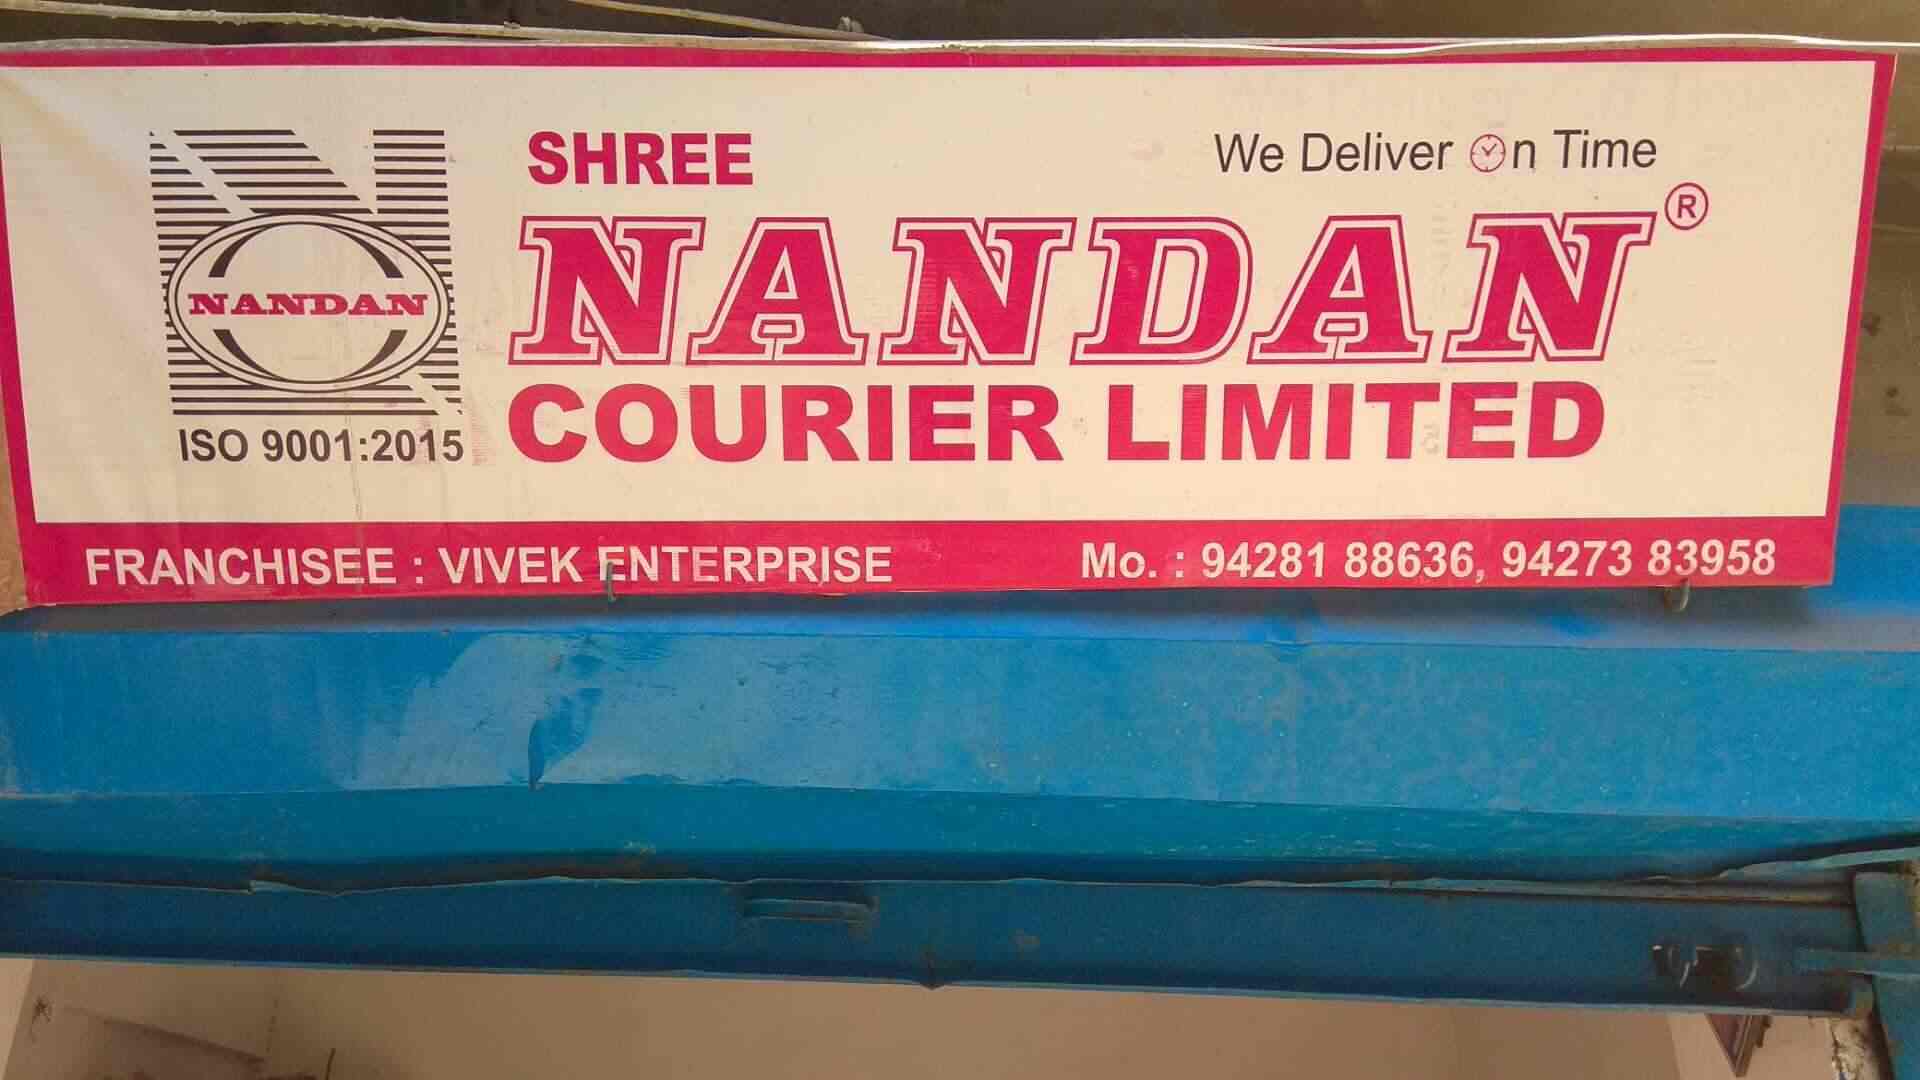 SHREE
We Deliver On Time
NANDAN®
NANDAN
COURIER LIMITED
ISO 9001:2015
FRANCHISEE : VIVEK ENTERPRISE
Mo. : 94281 88636, 94273 83958